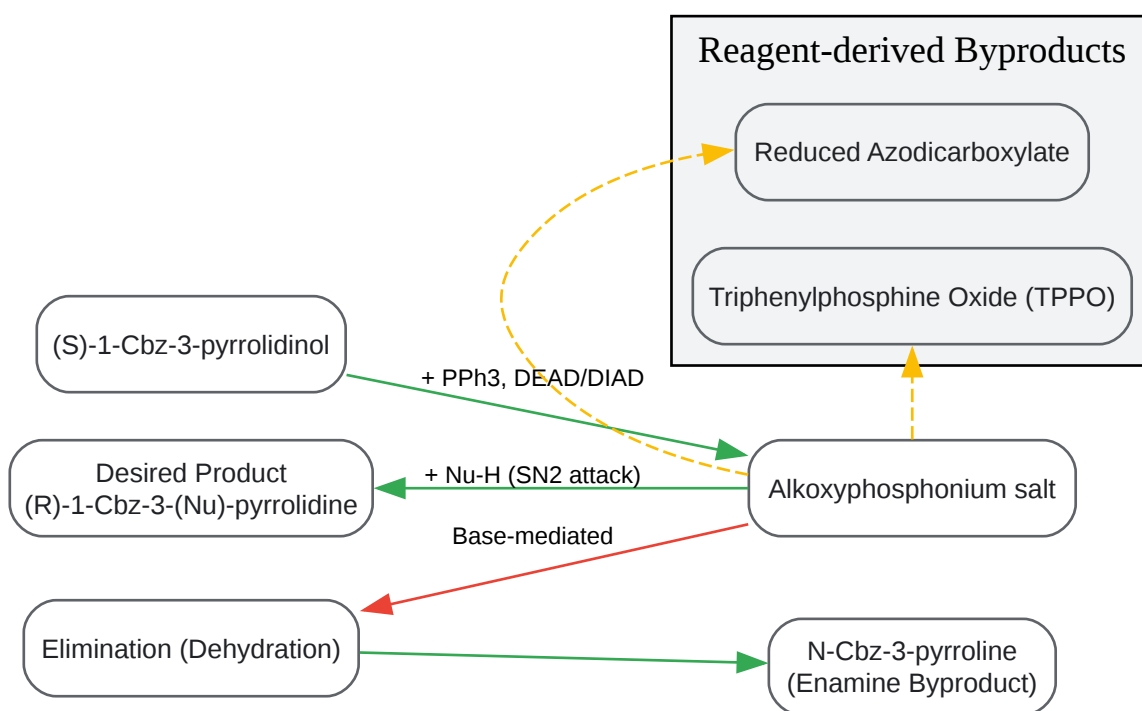 Reagent-derived Byproducts
Reduced Azodicarboxylate
Triphenylphosphine Oxide (TPPO)
(S)-1-Cbz-3-pyrrolidinol
+ PPh3, DEAD/DIAD
Desired Product
(R)-1-Cbz-3-(Nu)-pyrrolidine
+ Nu-H (SN2 attack)
Alkoxyphosphonium salt
Base-mediated
Elimination (Dehydration)
N-Cbz-3-pyrroline
(Enamine Byproduct)